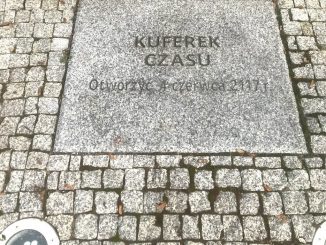 KUFEREK
CZASU
Otworzyć 4 czerwca 2117 r.